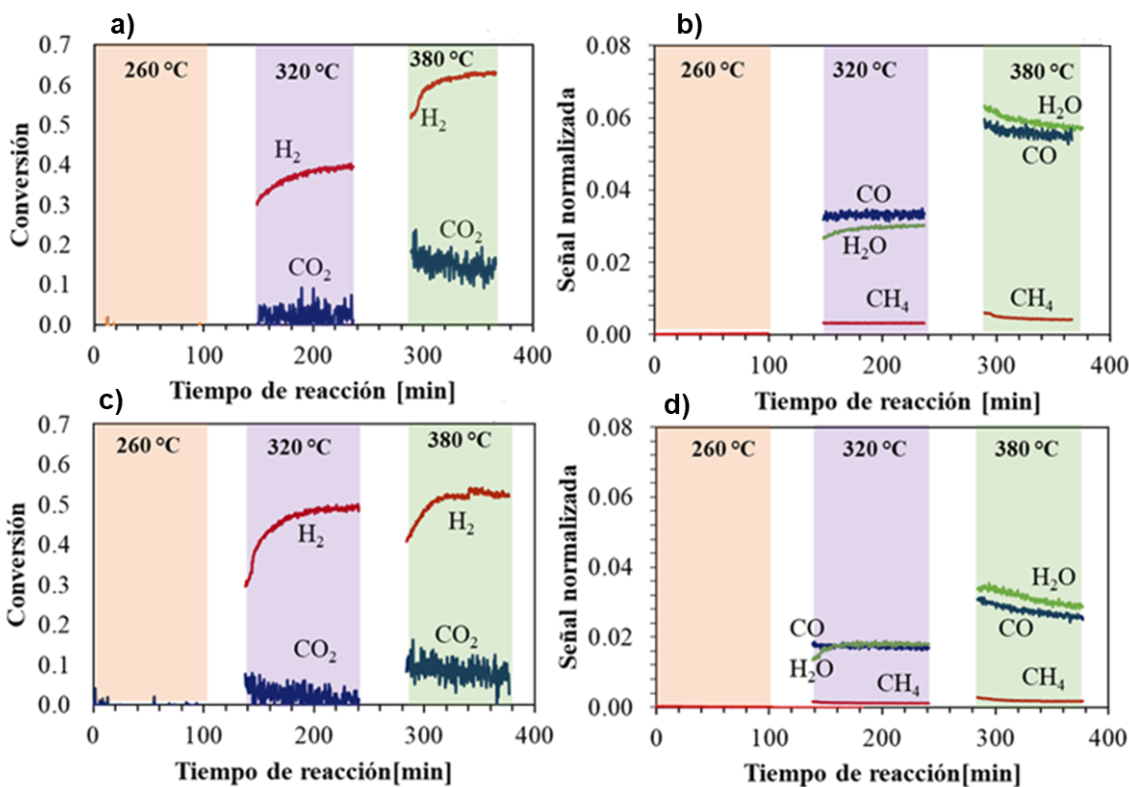 a)
0.7
0.6
0.5
0.4
0.3
0.2
0.1
0.0
Conversión
260 °C
320 °C
380 °C
H₂
H₂
CO₂
CO₂
0 100 200 300 400
Tiempo de reacción [min]
b)
0.08
0.06
0.04
0.02
0.00
Señal normalizada
260 °C
320 °C
380 °C
H₂O
CO
CO
H₂O
CH₄
CH₄
0 100 200 300 400
Tiempo de reacción [min]
c)
0.7
0.6
0.5
0.4
0.3
0.2
0.1
0.0
Conversión
260 °C
320 °C
380 °C
H₂
H₂
CO₂
CO₂
0 100 200 300 400
Tiempo de reacción[min]
d)
0.08
0.06
0.04
0.02
0.00
Señal normalizada
260 °C
320 °C
380 °C
H₂O
CO
CO
H₂O
CH₄
CH₄
0 100 200 300 400
Tiempo de reacción[min]